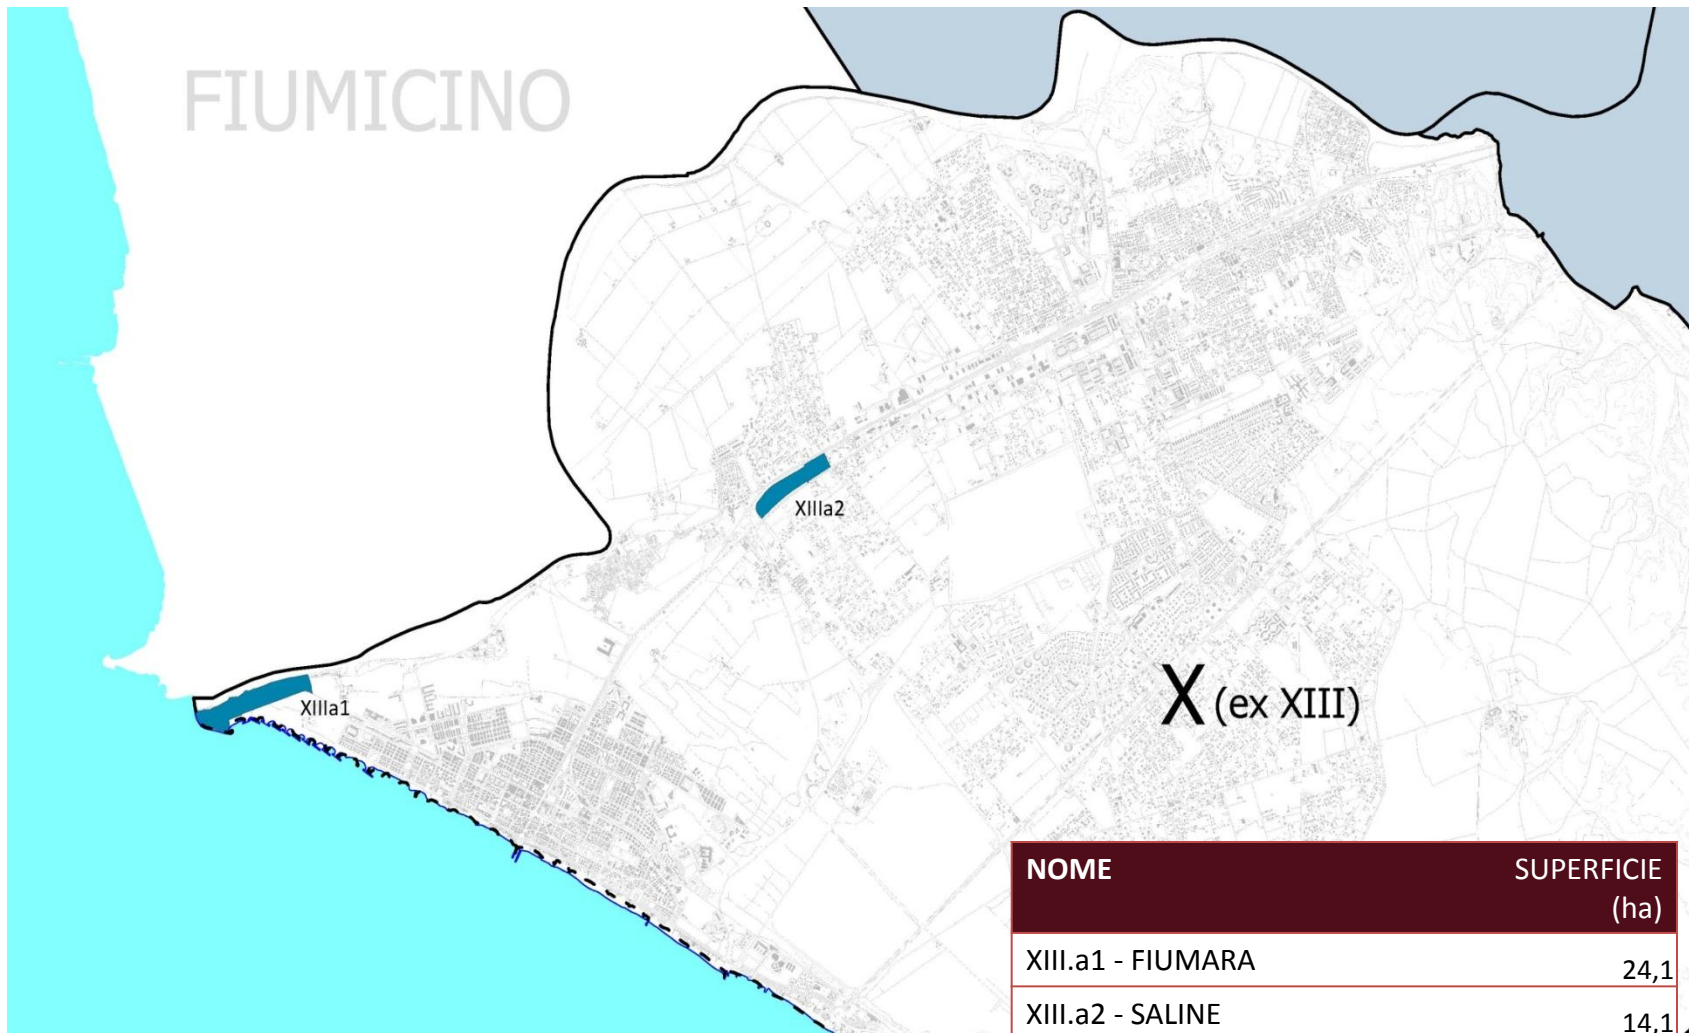 FIUMICINO
XIIIa2
XIIIa1
X (ex XIII)
NOME SUPERFICIE
(ha)
XIII.a1 - FIUMARA 24,1
XIII.a2 - SALINE 14,1